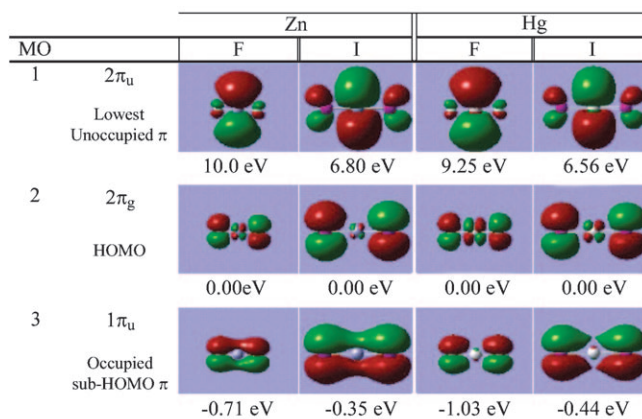 Zn Hg
MO F I F I
1 2πu
Lowest
Unoccupied π
10.0 eV 6.80 eV 9.25 eV 6.56 eV
2 2πg
HOMO
0.00eV 0.00 eV 0.00 eV 0.00 eV
3 1πu
Occupied
sub-HOMO π
-0.71 eV -0.35 eV -1.03 eV -0.44 eV